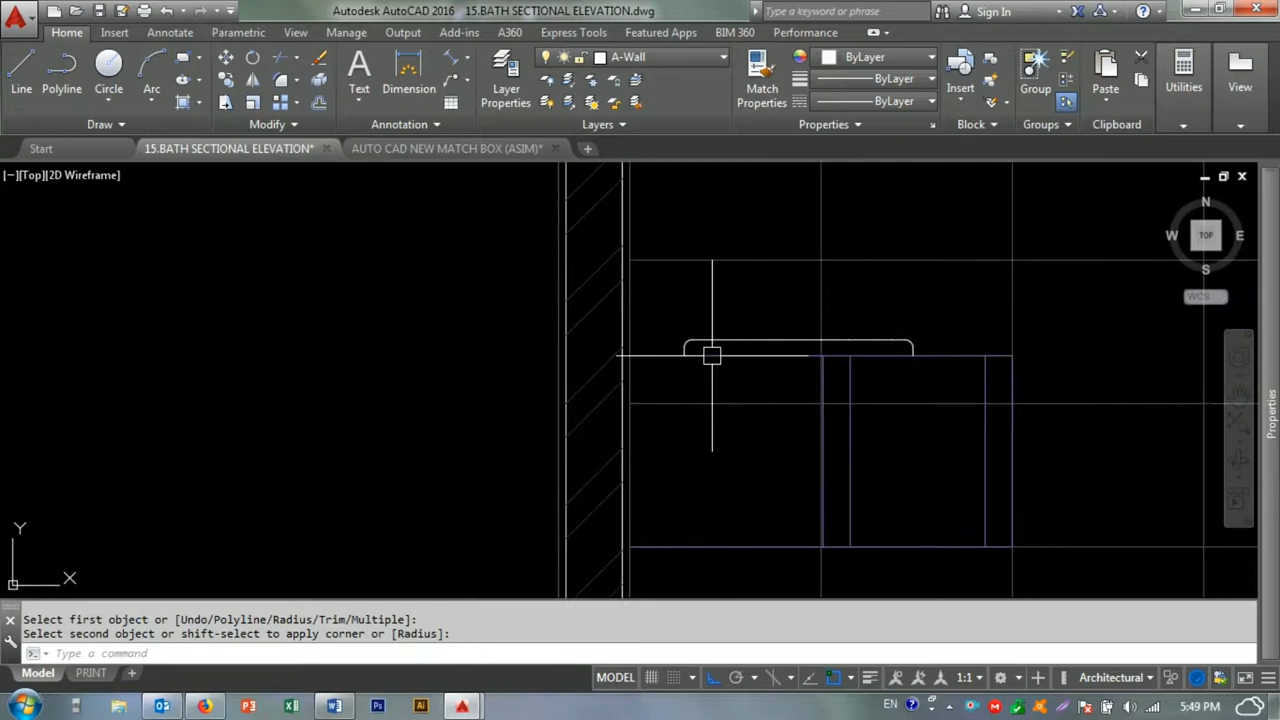 Autodesk AutoCAD 2016 15.BATH SECTIONAL ELEVATION.dwg Type a keyword or phrase Sign In
Home Insert Annotate Parametric View Manage Output Add-ins A360 Express Tools Featured Apps BIM 360 Performance
Line Polyline Circle Arc Text Dimension Layer Properties A-Wall Match Properties ByLayer ByLayer ByLayer Insert Group Paste Utilities View
Draw Modify Annotation Layers Properties Block Groups Clipboard
Start 15.BATH SECTIONAL ELEVATION* AUTO CAD NEW MATCH BOX (ASIM)*
[−][Top][2D Wireframe]
N
W TOP E
S
WCS
Properties
Y
X
Select first object or [Undo/Polyline/Radius/Trim/Multiple]:
Select second object or shift-select to apply corner or [Radius]:
Type a command
Model PRINT MODEL 1:1 Architectural
EN 5:49 PM